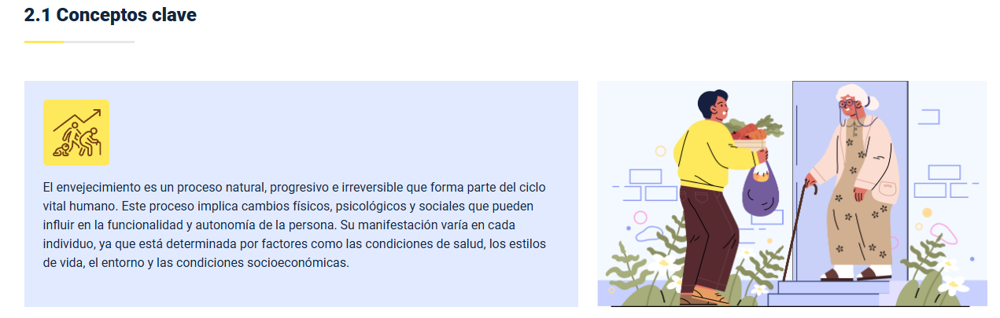 2.1 Conceptos clave
El envejecimiento es un proceso natural, progresivo e irreversible que forma parte del ciclo
vital humano. Este proceso implica cambios físicos, psicológicos y sociales que pueden
influir en la funcionalidad y autonomía de la persona. Su manifestación varía en cada
individuo, ya que está determinada por factores como las condiciones de salud, los estilos
de vida, el entorno y las condiciones socioeconómicas.